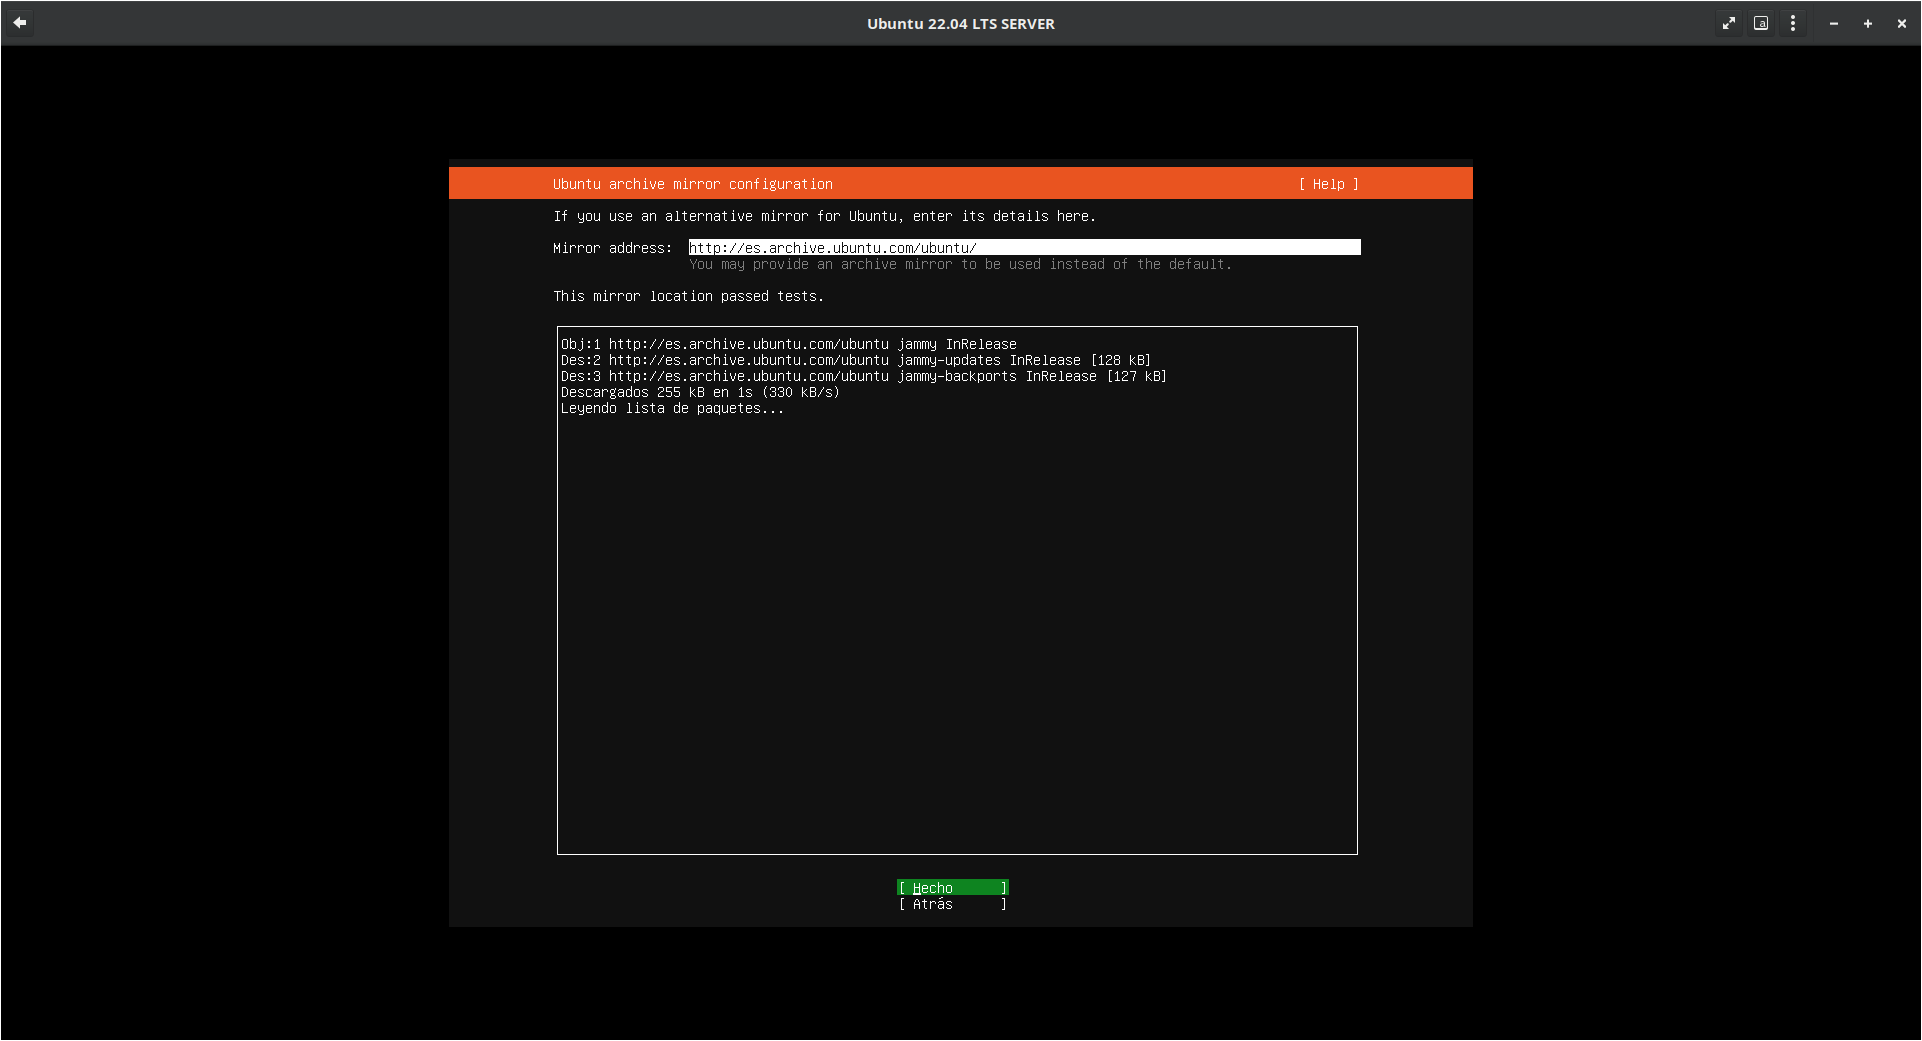 Ubuntu 22.04 LTS SERVER
Ubuntu archive mirror configuration [ Help ]
If you use an alternative mirror for Ubuntu, enter its details here.
Mirror address: http://es.archive.ubuntu.com/ubuntu/
You may provide an archive mirror to be used instead of the default.
This mirror location passed tests.
Obj:1 http://es.archive.ubuntu.com/ubuntu jammy InRelease
Des:2 http://es.archive.ubuntu.com/ubuntu jammy-updates InRelease [128 kB]
Des:3 http://es.archive.ubuntu.com/ubuntu jammy-backports InRelease [127 kB]
Descargados 255 kB en 1s (330 kB/s)
Leyendo lista de paquetes...
[ Hecho ]
[ Atrás ]